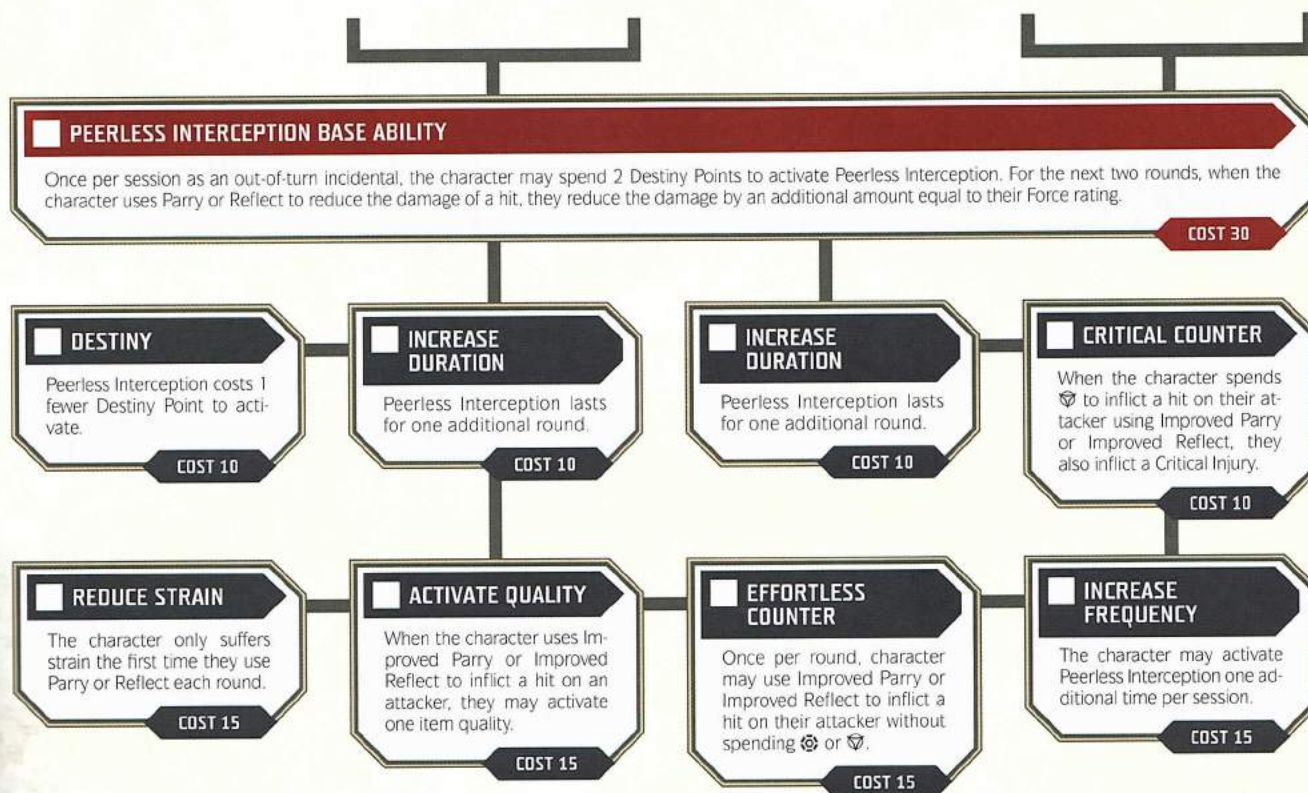 PEERLESS INTERCEPTION BASE ABILITY
Once per session as an out-of-turn incidental, the character may spend 2 Destiny Points to activate Peerless Interception. For the next two rounds, when the
character uses Parry or Reflect to reduce the damage of a hit, they reduce the damage by an additional amount equal to their Force rating.
COST 30
DESTINY
Peerless Interception costs 1
fewer Destiny Point to acti-
vate.
COST 10
INCREASE
DURATION
Peerless Interception lasts
for one additional round.
COST 10
INCREASE
DURATION
Peerless Interception lasts
for one additional round.
COST 10
CRITICAL COUNTER
When the character spends
to inflict a hit on their at-
tacker using Improved Parry
or Improved Reflect, they
also inflict a Critical Injury.
COST 10
REDUCE STRAIN
The character only suffers
strain the first time they use
Parry or Reflect each round.
COST 15
ACTIVATE QUALITY
When the character uses Im-
proved Parry or Improved
Reflect to inflict a hit on an
attacker, they may activate
one item quality.
COST 15
EFFORTLESS
COUNTER
Once per round, character
may use Improved Parry or
Improved Reflect to inflict a
hit on their attacker without
spending or .
COST 15
INCREASE
FREQUENCY
The character may activate
Peerless Interception one ad-
ditional time per session.
COST 15